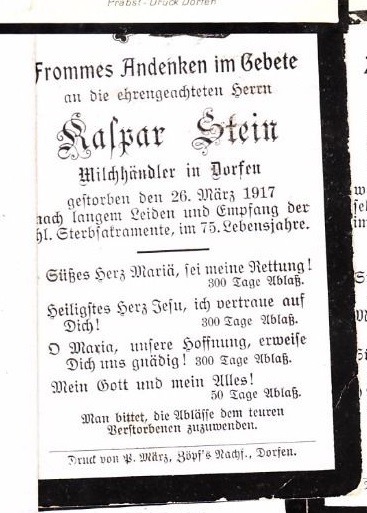 Prabst-Druck Dorfen
Frommes Andenken im Gebete
an die ehrengeachteten Herrn
Kaspar Stein
Milchhändler in Dorfen
gestorben den 26. März 1917
nach langem Leiden und Empfang der
hl. Sterbsakramente, im 75. Lebensjahre.
Süßes Herz Mariä, sei meine Rettung!
300 Tage Ablaß.
Heiligstes Herz Jesu, ich vertraue auf
Dich! 300 Tage Ablaß.
O Maria, unsere Hoffnung, erweise
Dich uns gnädig! 300 Tage Ablaß.
Mein Gott und mein Alles!
50 Tage Ablaß.
Man bittet, die Ablässe dem teuren
Verstorbenen zuzuwenden.
Druck von P. März, Zöpf's Nachf., Dorfen.